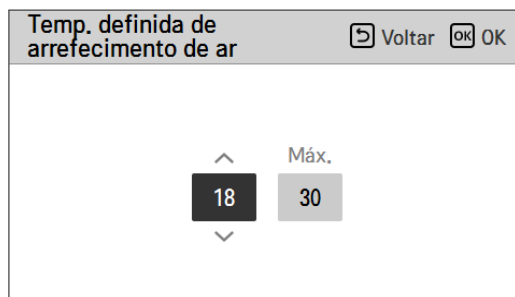 Temp. definida de
arrefecimento de ar
Voltar OK OK
Máx.
18 30